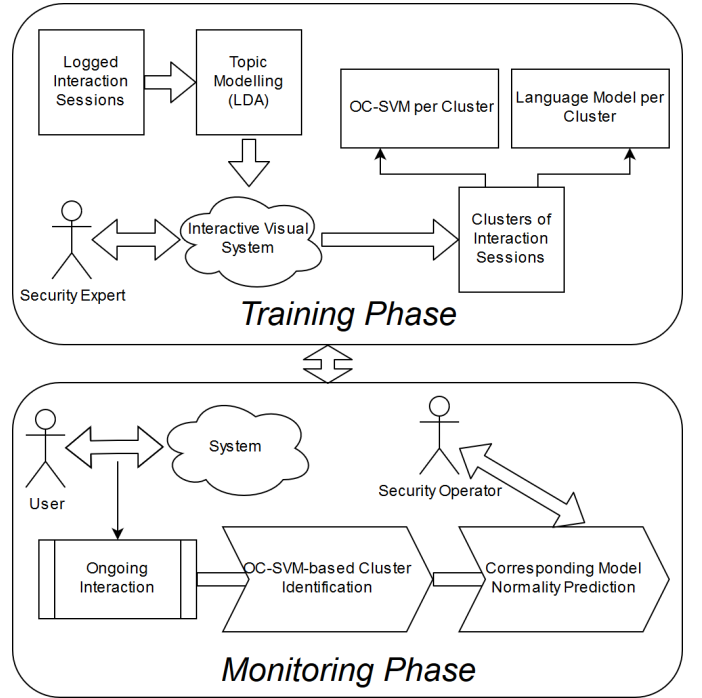 Logged
Interaction
Sessions
Topic
Modelling
(LDA)
OC-SVM per Cluster
Language Model per
Cluster
Interactive Visual
System
Clusters of
Interaction
Sessions
Security Expert
Training Phase
User
System
Security Operator
Ongoing
Interaction
OC-SVM-based Cluster
Identification
Corresponding Model
Normality Prediction
Monitoring Phase